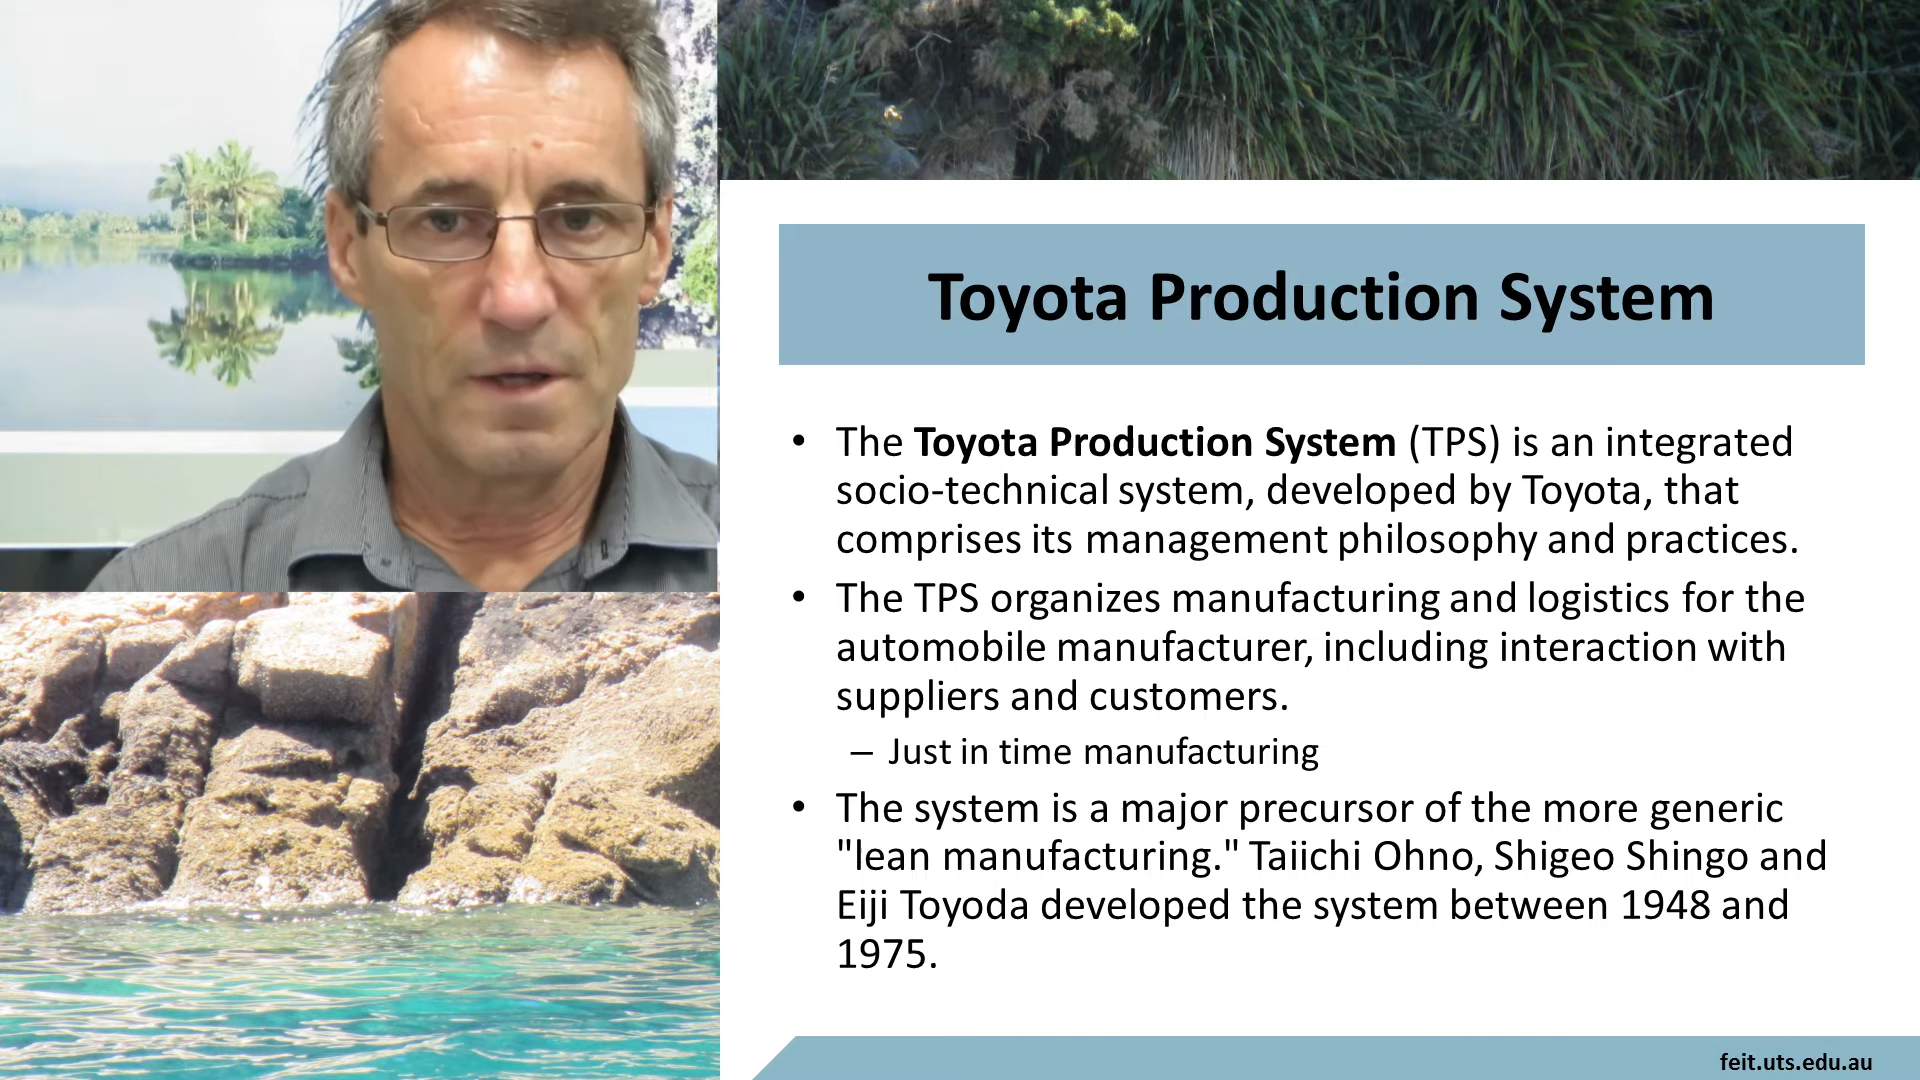 Toyota Production System
• The Toyota Production System (TPS) is an integrated
socio-technical system, developed by Toyota, that
comprises its management philosophy and practices.
• The TPS organizes manufacturing and logistics for the
automobile manufacturer, including interaction with
suppliers and customers.
– Just in time manufacturing
• The system is a major precursor of the more generic
"lean manufacturing." Taiichi Ohno, Shigeo Shingo and
Eiji Toyoda developed the system between 1948 and
1975.
feit.uts.edu.au